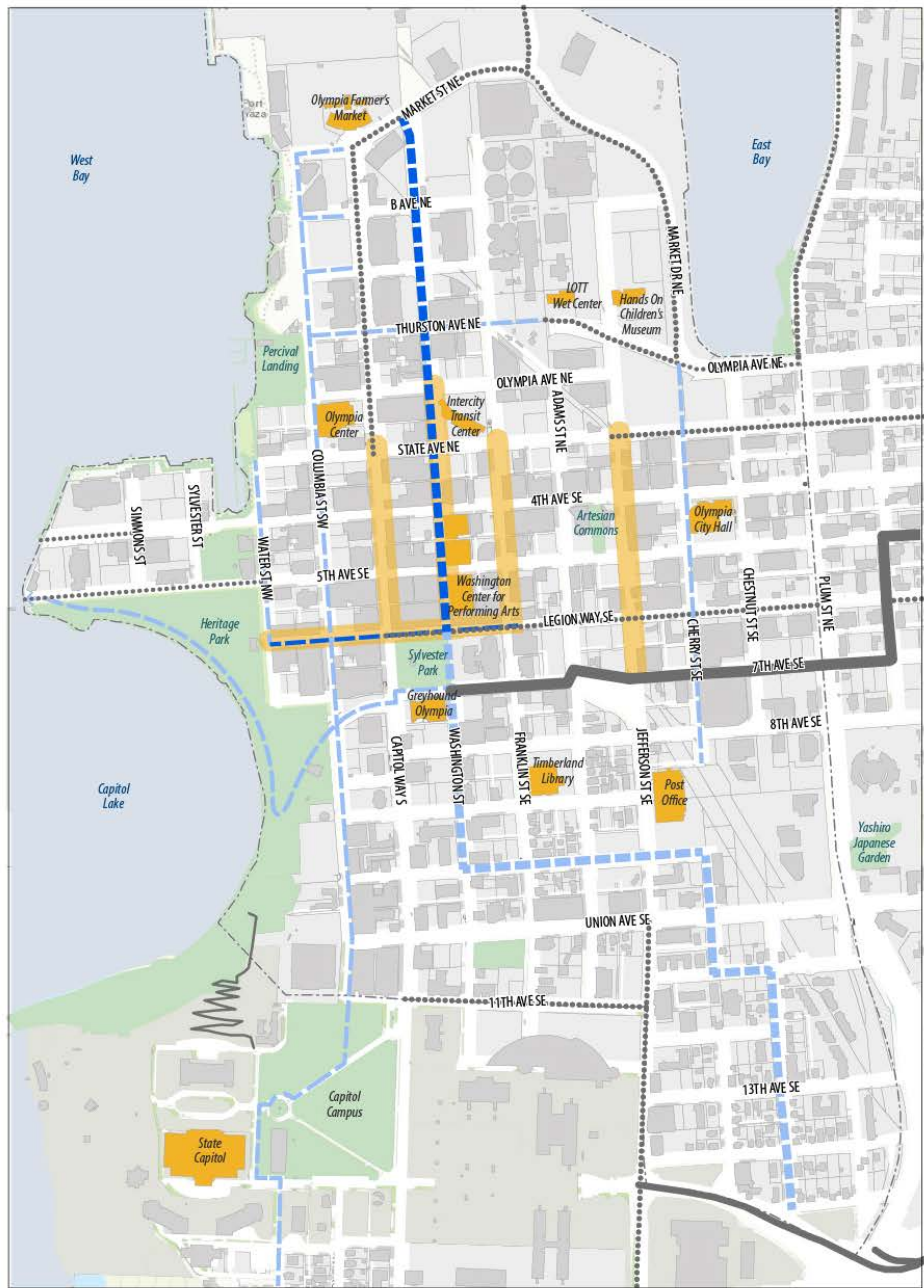 Olympia Farmer's
Market
MARKET ST NE
Port
West
Bay
East
Bay
B AVE NE
MARKET DR NE
LOTT
Wet Center
Hands On
Children's
Museum
THURSTON AVE NE
Percival
Landing
OLYMPIA AVE NE
OLYMPIA AVE NE
Intercity
Transit
Center
ADAMS ST NE
Olympia
Center
STATE AVE NE
COLUMBIA ST SW
SYLVESTER ST
SIMMONS ST
4TH AVE SE
Artesian
Commons
Olympia
City Hall
WATER ST NW
5TH AVE SE
Washington
Center for
Performing Arts
CHESTNUT ST SE
PLUM ST NE
LEGION WAY SE
Heritage
Park
CHERRY ST SE
Sylvester
Park
7TH AVE SE
Greyhound-
Olympia
8TH AVE SE
CAPITOL WAY S
WASHINGTON ST
FRANKLIN ST SE
JEFFERSON ST SE
Timberland
Library
Post
Office
Capitol
Lake
Yashiro
Japanese
Garden
UNION AVE SE
11TH AVE SE
13TH AVE SE
Capitol
Campus
State
Capitol